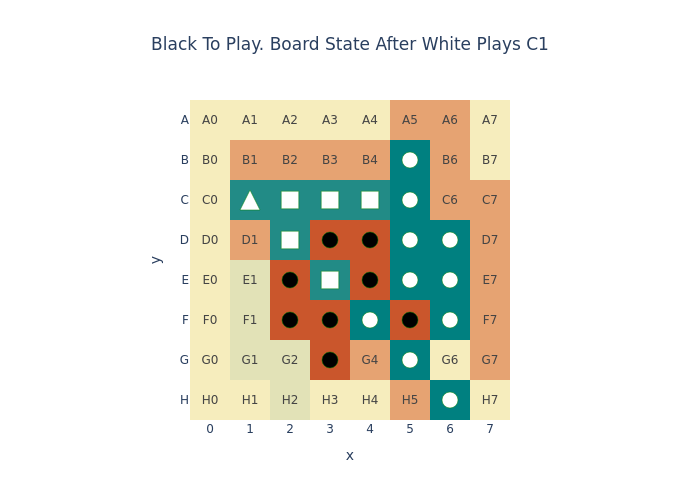 Black To Play. Board State After White Plays C1
A A0 A1 A2 A3 A4 A5 A6 A7
B B0 B1 B2 B3 B4 B6 B7
C C0 C6 C7
D D0 D1 D7
E E0 E1 E7
F F0 F1 F7
G G0 G1 G2 G4 G6 G7
H H0 H1 H2 H3 H4 H5 H7
0 1 2 3 4 5 6 7
x
y